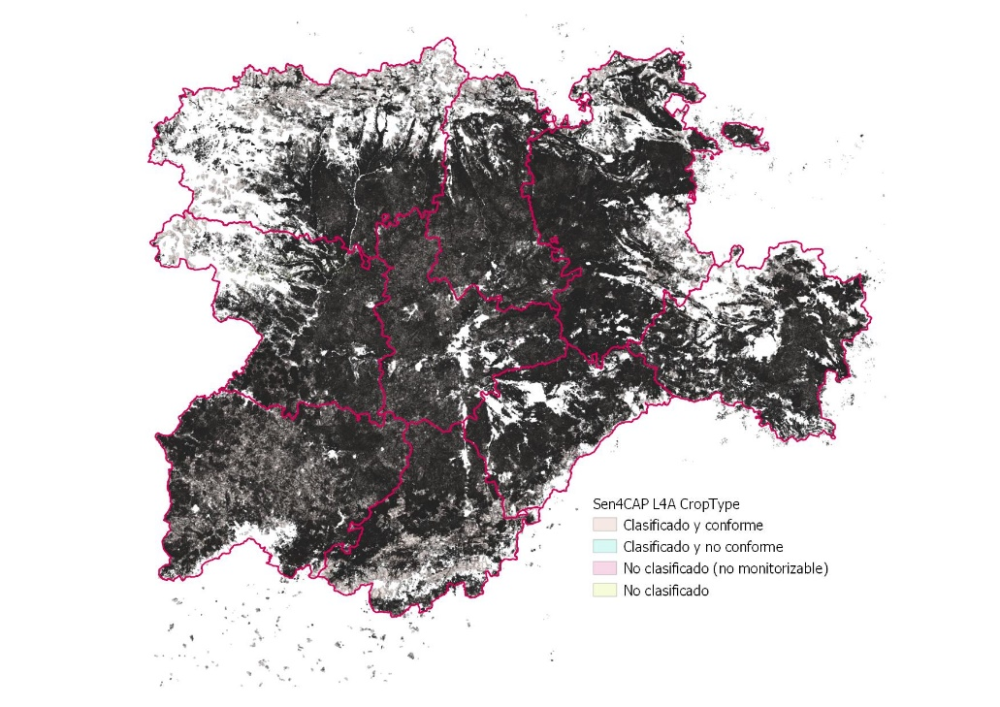 Sen4CAP L4A CropType
Clasificado y conforme
Clasificado y no conforme
No clasificado (no monitorizable)
No clasificado